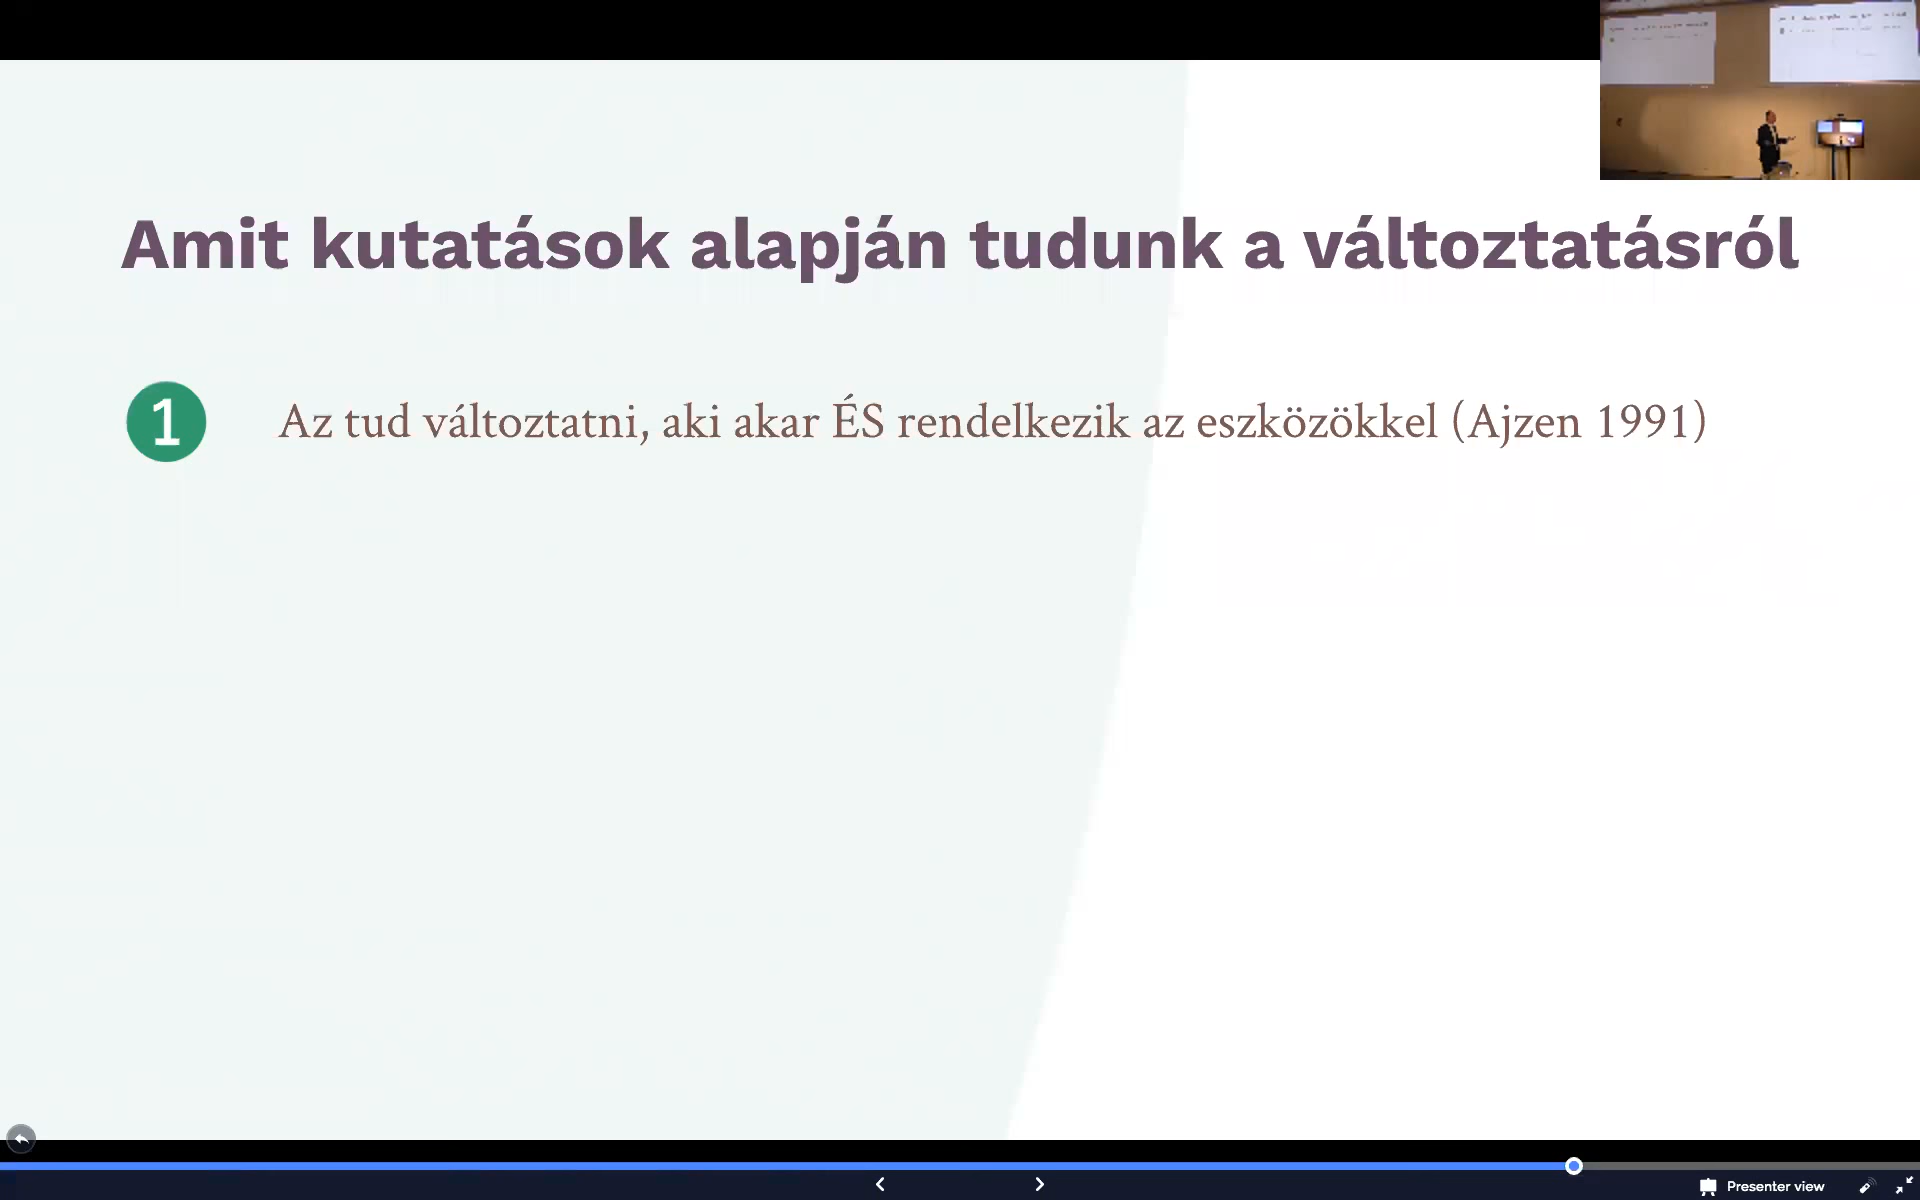 Amit kutatások alapján tudunk a változtatásról
1 Az tud változtatni, aki akar ÉS rendelkezik az eszközökkel (Ajzen 1991)
Presenter view